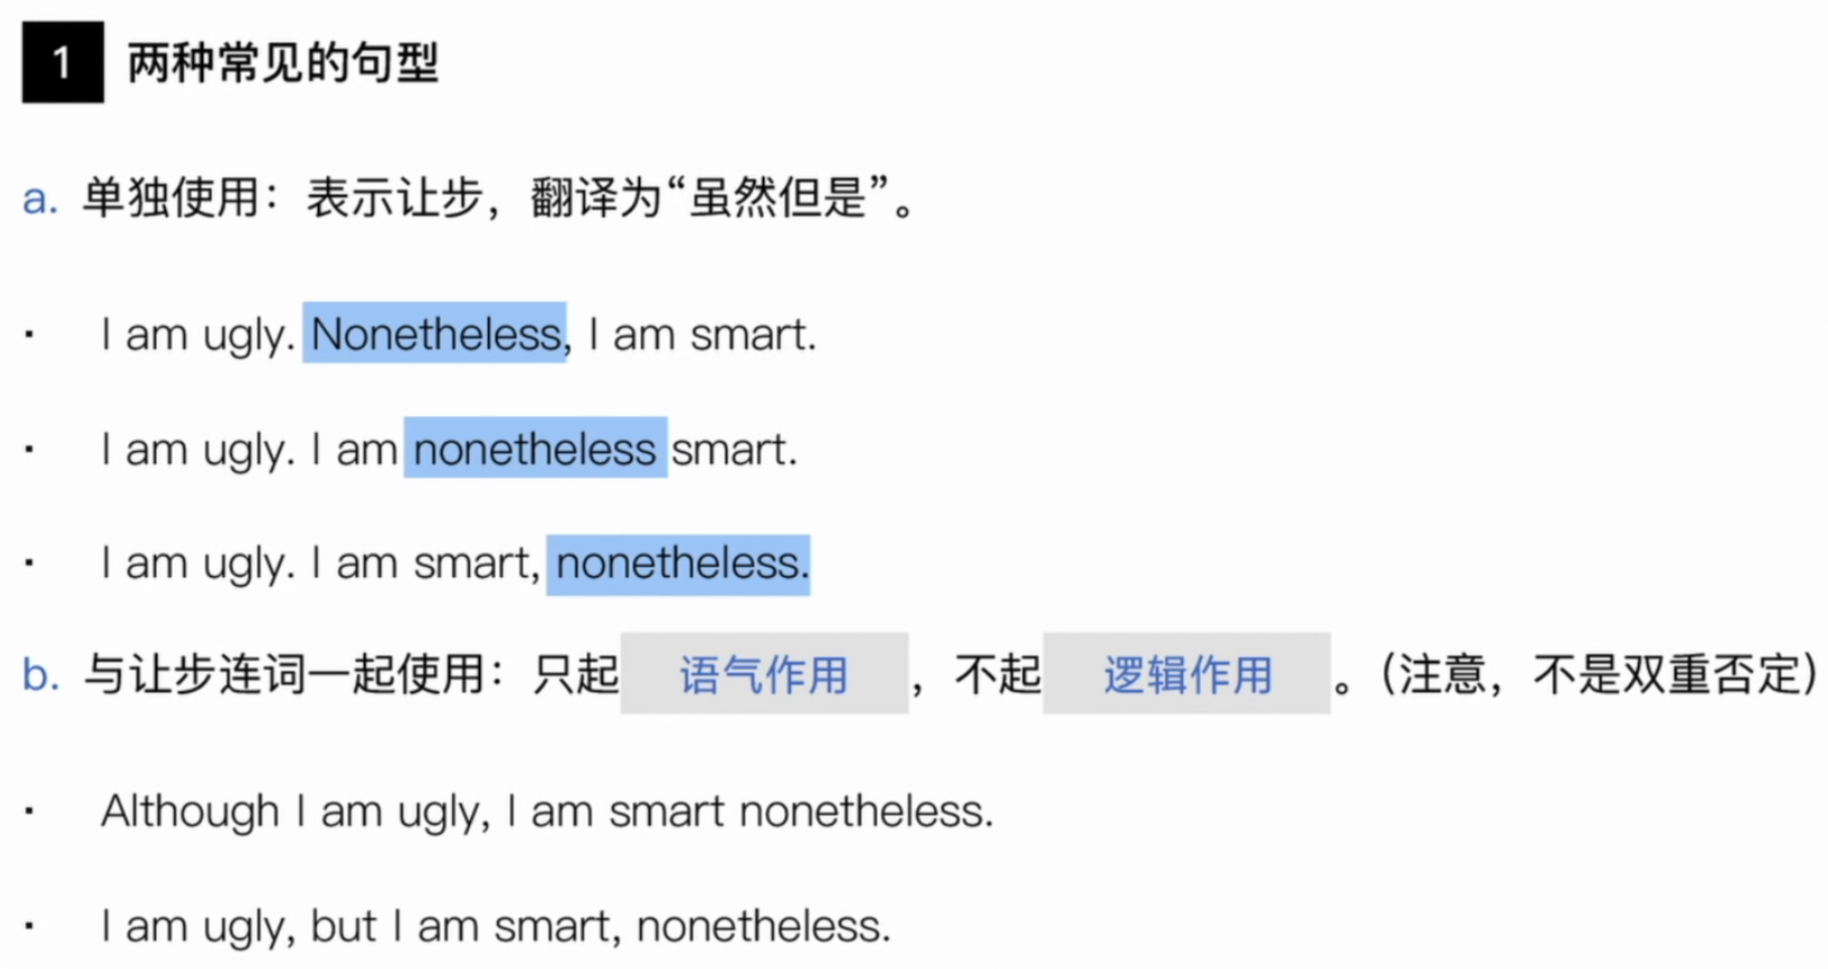 1 两种常见的句型
a. 单独使用：表示让步，翻译为“虽然但是”。
· I am ugly. Nonetheless, I am smart.
· I am ugly. I am nonetheless smart.
· I am ugly. I am smart, nonetheless.
b. 与让步连词一起使用：只起 语气作用 ，不起 逻辑作用 。（注意，不是双重否定）
· Although I am ugly, I am smart nonetheless.
· I am ugly, but I am smart, nonetheless.